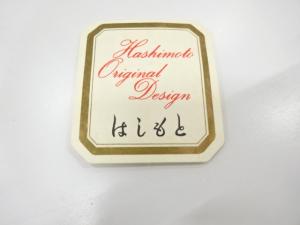 Hashimoto
Original
Design
はしもと